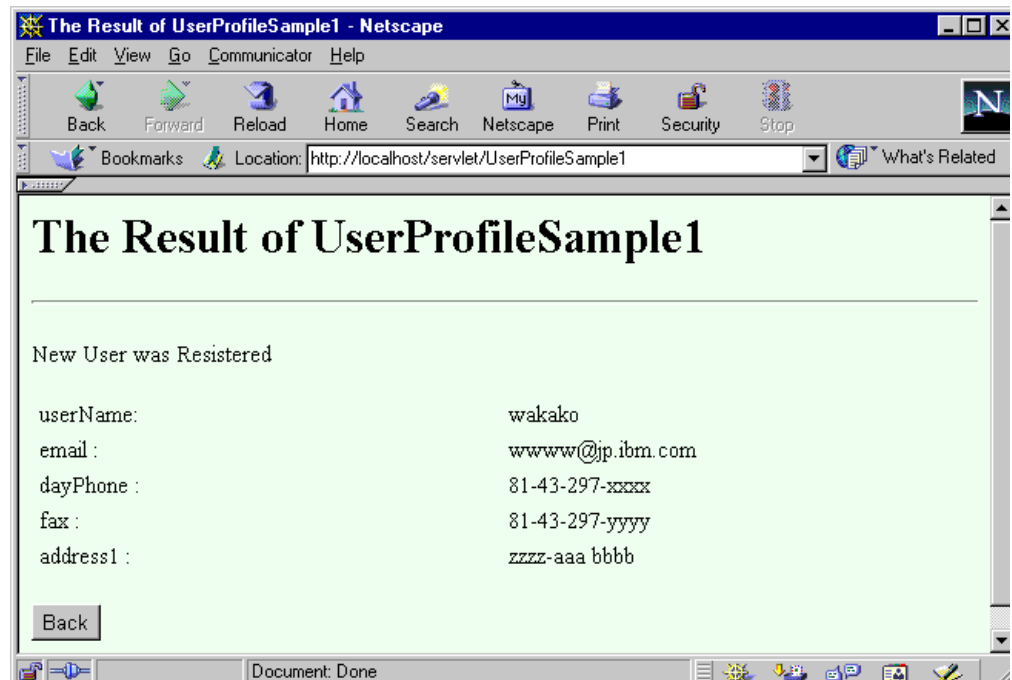 The Result of UserProfileSample1 - Netscape
File Edit View Go Communicator Help
Back Forward Reload Home Search Netscape Print Security Stop
My
N
Bookmarks Location: http://localhost/servlet/UserProfileSample1 What's Related
The Result of UserProfileSample1
New User was Resistered
userName: wakako
email : wwww@jp.ibm.com
dayPhone : 81-43-297-xxxx
fax : 81-43-297-yyyy
address1 : zzzz-aaa bbbb
Back
Document: Done